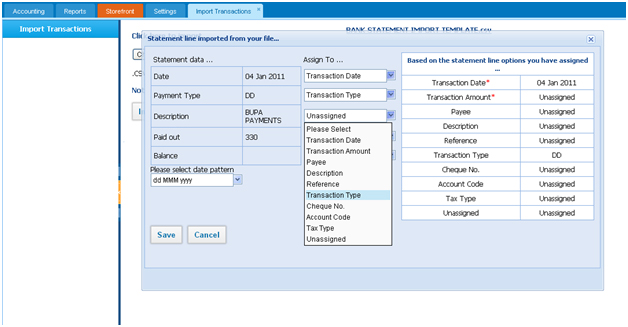 Accounting Reports Storefront Settings Import Transactions
Import Transactions
BANK STATEMENT IMPORT TEMPLATE.csv
Statement line imported from your file...
Statement data ... Assign To ...
Date 04 Jan 2011 Transaction Date
Payment Type DD Transaction Type
Description BUPA PAYMENTS Unassigned
Paid out 330
Balance
Please select date pattern
dd MMM yyyy
Please Select
Transaction Date
Transaction Amount
Payee
Description
Reference
Transaction Type
Cheque No.
Account Code
Tax Type
Unassigned
Save Cancel
Based on the statement line options you have assigned
...
Transaction Date* 04 Jan 2011
Transaction Amount* Unassigned
Payee Unassigned
Description Unassigned
Reference Unassigned
Transaction Type DD
Cheque No. Unassigned
Account Code Unassigned
Tax Type Unassigned
Unassigned Unassigned